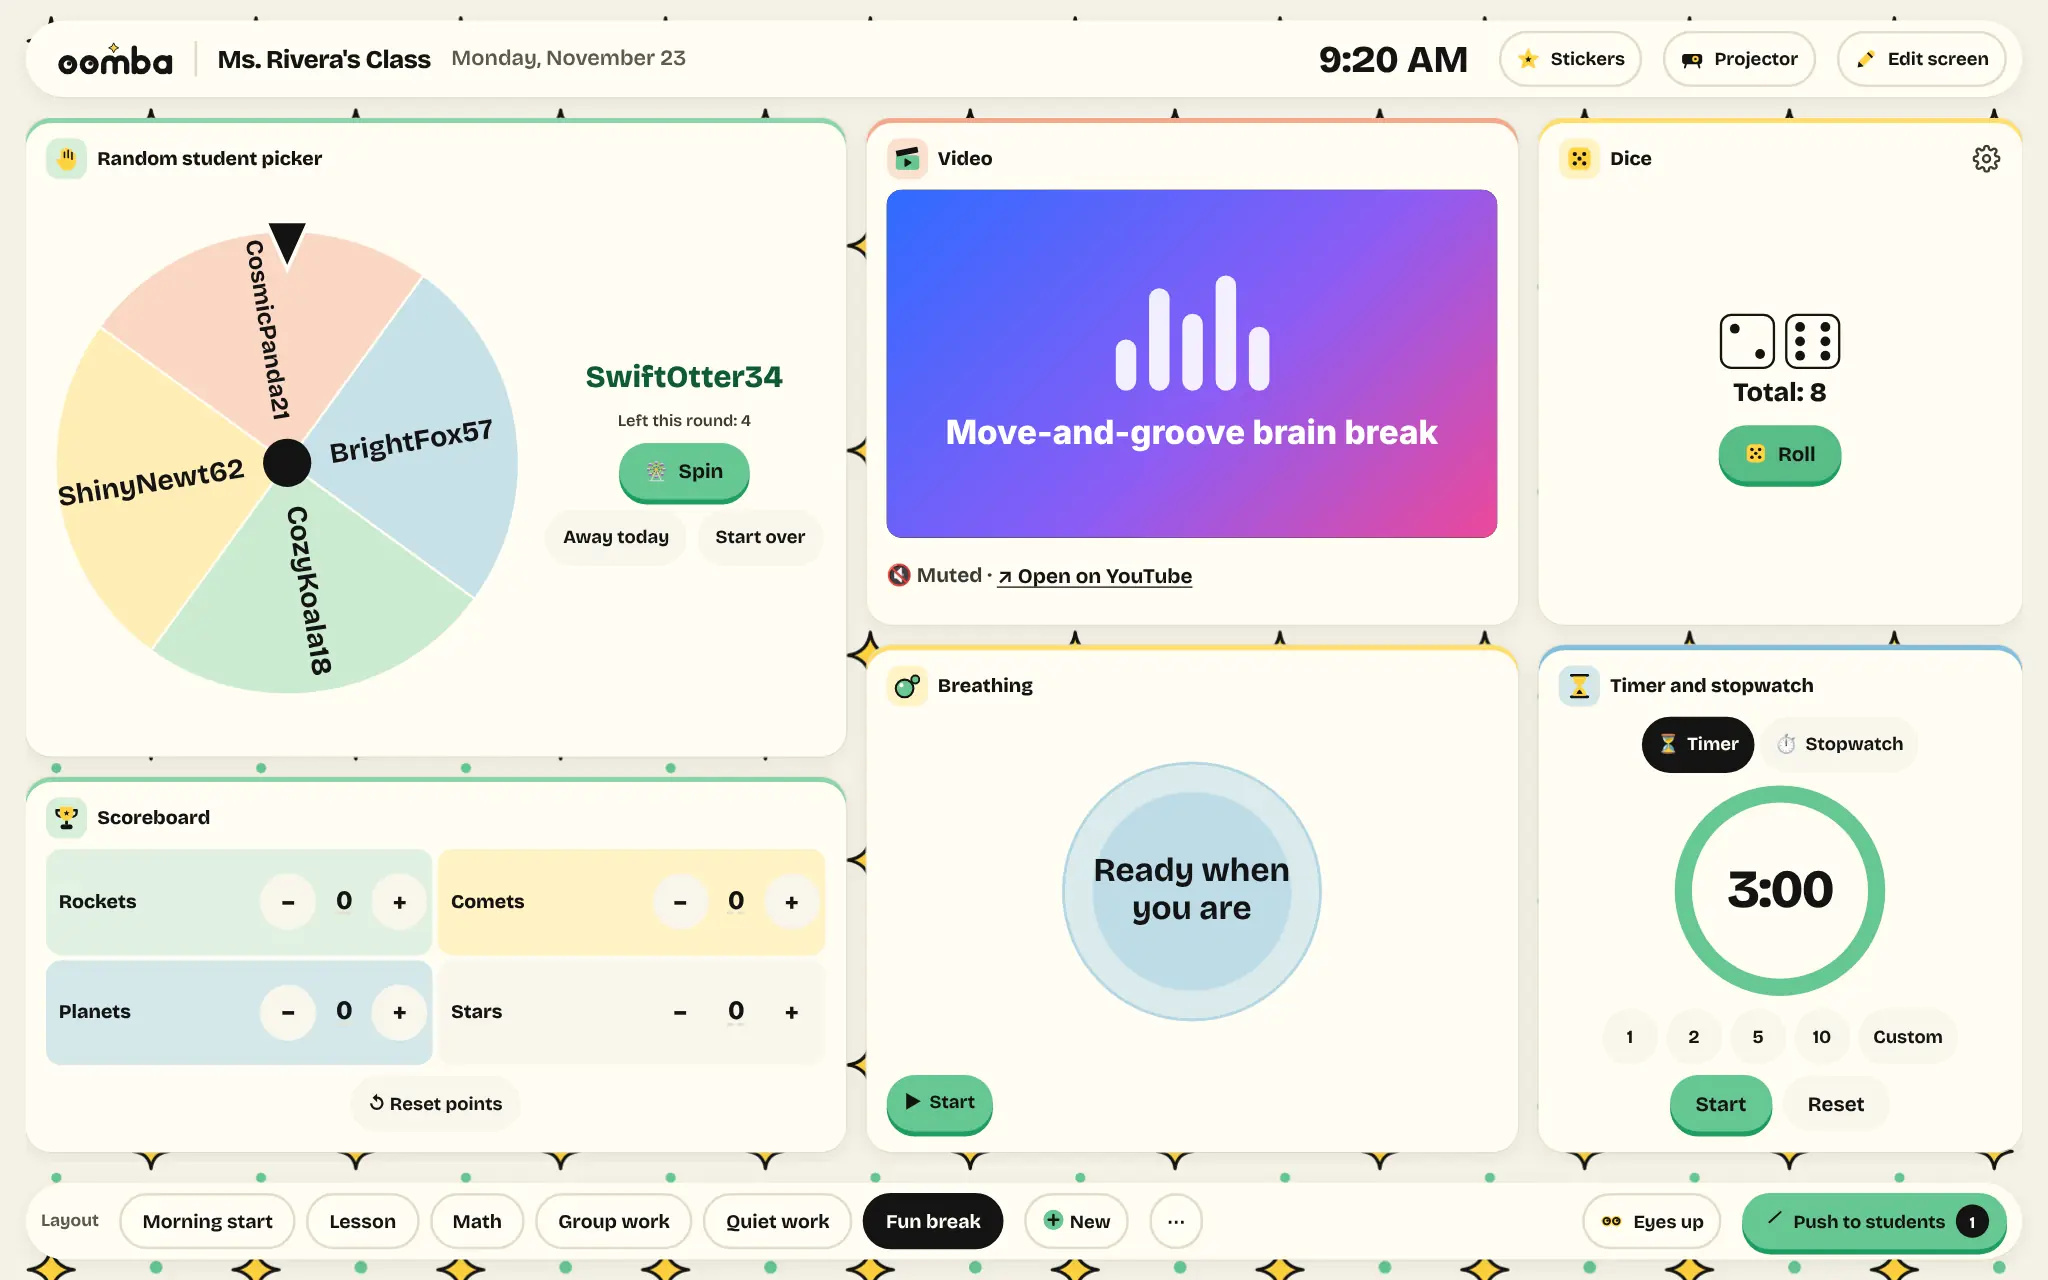 oomba
Ms. Rivera's Class
Monday, November 23
9:20 AM
Stickers
Projector
Edit screen
Random student picker
CosmicPanda21
BrightFox57
ShinyNewt62
CozyKoala18
SwiftOtter34
Left this round: 4
Spin
Away today
Start over
Video
Move-and-groove brain break
Muted · ↗ Open on YouTube
Dice
Total: 8
Roll
Scoreboard
Rockets − 0 +
Comets − 0 +
Planets − 0 +
Stars − 0 +
Reset points
Breathing
Ready when
you are
Start
Timer and stopwatch
Timer
Stopwatch
3:00
1
2
5
10
Custom
Start
Reset
Layout
Morning start
Lesson
Math
Group work
Quiet work
Fun break
New
...
Eyes up
Push to students 1